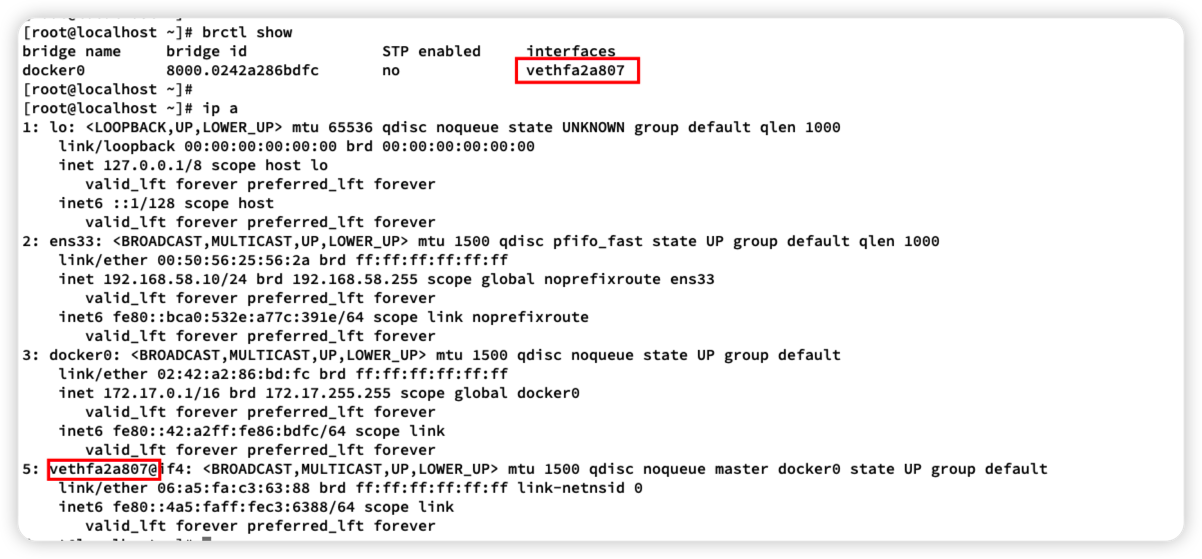 [root@localhost ~]# brctl show
bridge name     bridge id               STP enabled     interfaces
docker0         8000.0242a286bdfc       no              vethfa2a807
[root@localhost ~]#
[root@localhost ~]# ip a
1: lo: <LOOPBACK,UP,LOWER_UP> mtu 65536 qdisc noqueue state UNKNOWN group default qlen 1000
    link/loopback 00:00:00:00:00:00 brd 00:00:00:00:00:00
    inet 127.0.0.1/8 scope host lo
       valid_lft forever preferred_lft forever
    inet6 ::1/128 scope host
       valid_lft forever preferred_lft forever
2: ens33: <BROADCAST,MULTICAST,UP,LOWER_UP> mtu 1500 qdisc pfifo_fast state UP group default qlen 1000
    link/ether 00:50:56:25:56:2a brd ff:ff:ff:ff:ff:ff
    inet 192.168.58.10/24 brd 192.168.58.255 scope global noprefixroute ens33
       valid_lft forever preferred_lft forever
    inet6 fe80::bca0:532e:a77c:391e/64 scope link noprefixroute
       valid_lft forever preferred_lft forever
3: docker0: <BROADCAST,MULTICAST,UP,LOWER_UP> mtu 1500 qdisc noqueue state UP group default
    link/ether 02:42:a2:86:bd:fc brd ff:ff:ff:ff:ff:ff
    inet 172.17.0.1/16 brd 172.17.255.255 scope global docker0
       valid_lft forever preferred_lft forever
    inet6 fe80::42:a2ff:fe86:bdfc/64 scope link
       valid_lft forever preferred_lft forever
5: vethfa2a807@if4: <BROADCAST,MULTICAST,UP,LOWER_UP> mtu 1500 qdisc noqueue master docker0 state UP group default
    link/ether 06:a5:fa:c3:63:88 brd ff:ff:ff:ff:ff:ff link-netnsid 0
    inet6 fe80::4a5:faff:fec3:6388/64 scope link
       valid_lft forever preferred_lft forever